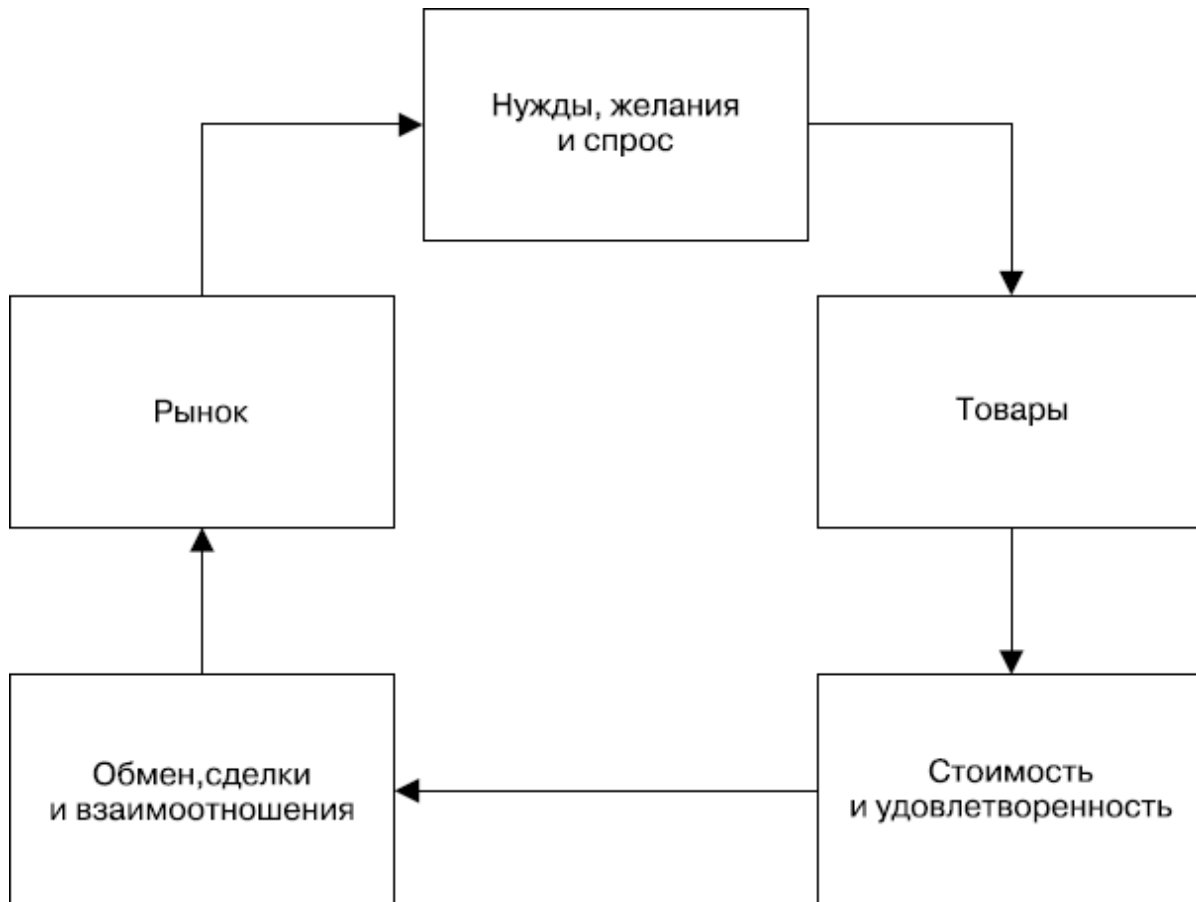 Нужды, желания
и спрос
Рынок
Товары
Обмен,сделки
и взаимоотношения
Стоимость
и удовлетворенность